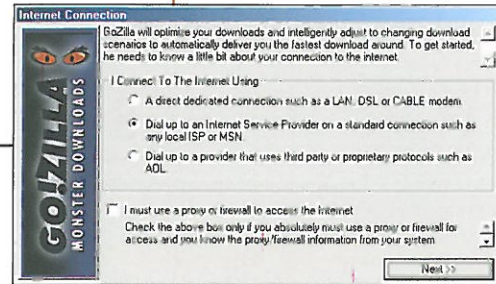 Internet Connection
Go!Zilla will optimize your downloads and intelligently adjust to changing download
scenarios to automatically deliver you the fastest download around. To get started,
he needs to know a little bit about your connection to the internet.
I Connect To The Internet Using
A direct dedicated connection such as a LAN, DSL or CABLE modem.
Dial up to an Internet Service Provider on a standard connection such as
any local ISP or MSN.
Dial up to a provider that uses third party or proprietary protocols such as
AOL.
I must use a proxy or firewall to access the Internet
Check the above box only if you absolutely must use a proxy or firewall for
access and you know the proxy/firewall information from your system
Next >>
GO!ZILLA
MONSTER DOWNLOADS